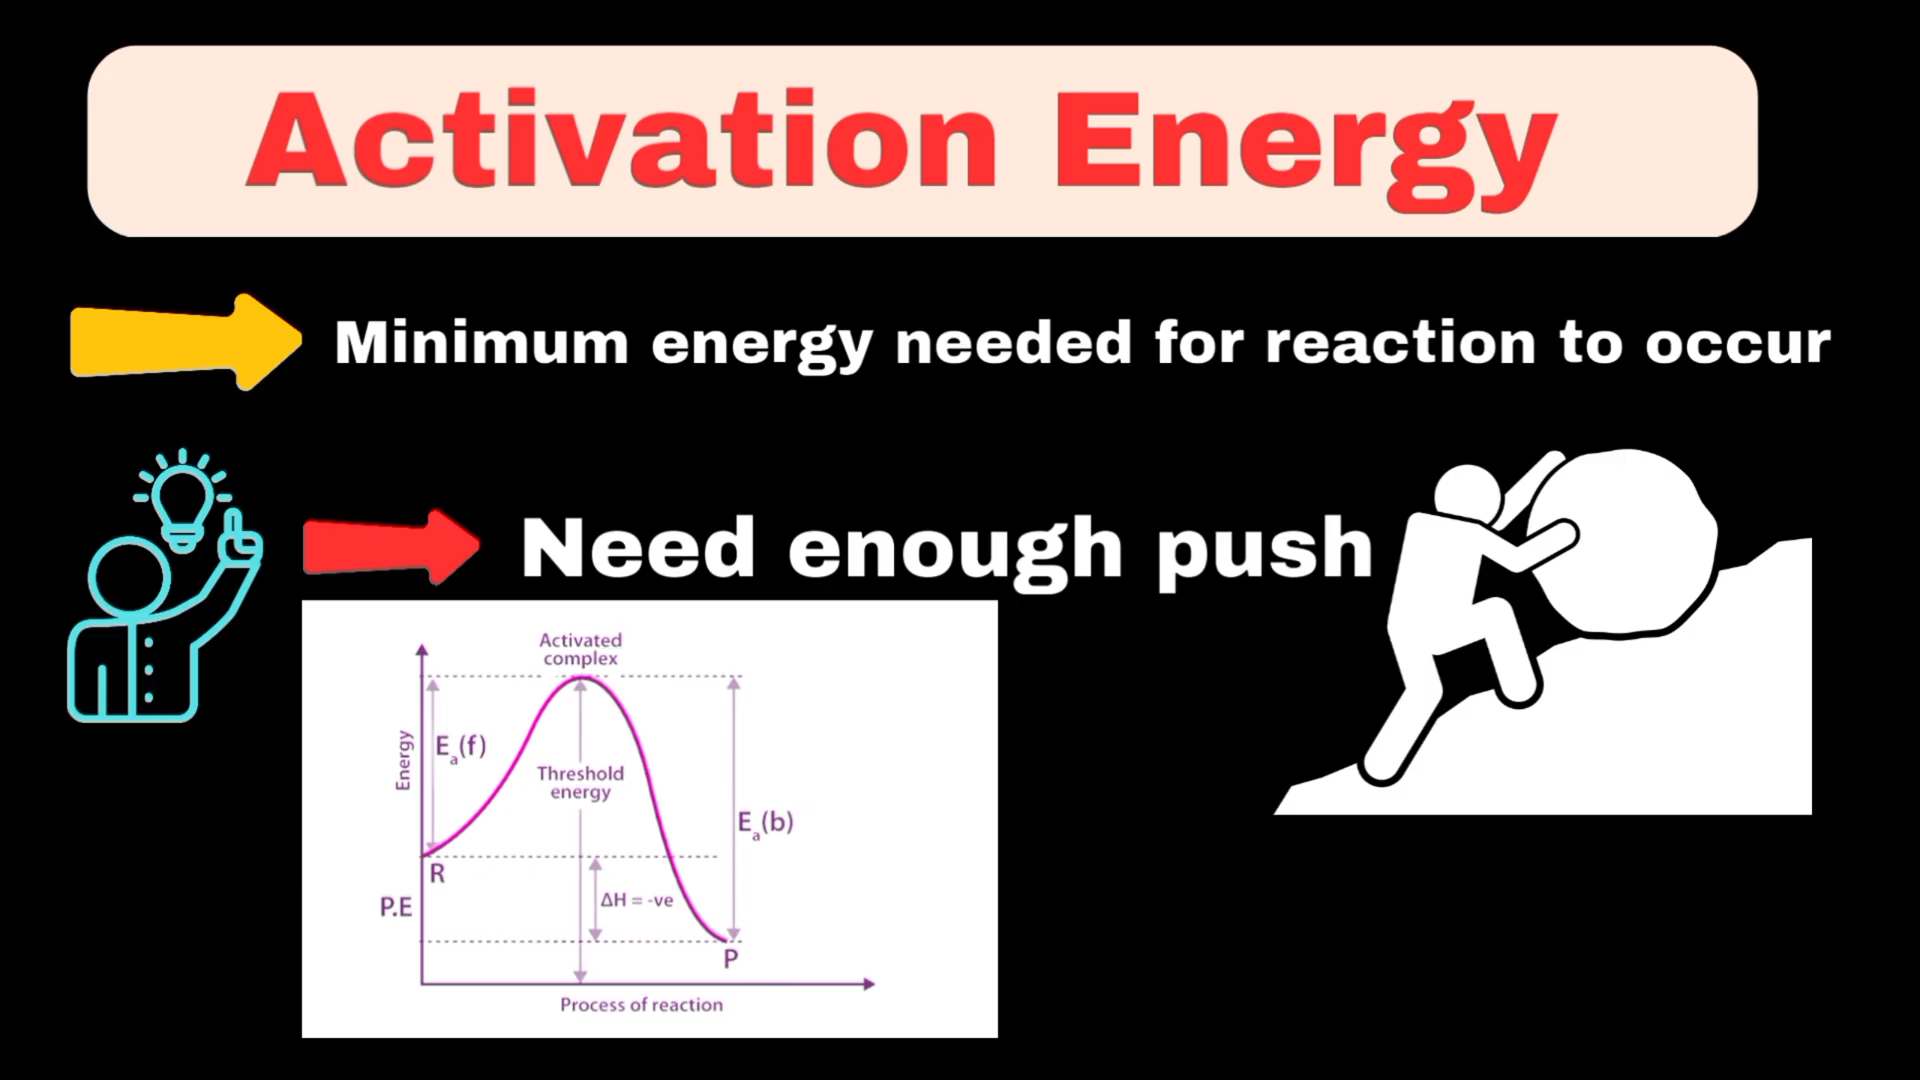 Activation Energy
Minimum energy needed for reaction to occur
Need enough push
Activated
complex
Energy
Ea(f)
Threshold
energy
Ea(b)
R
ΔH = -ve
P.E
P
Process of reaction